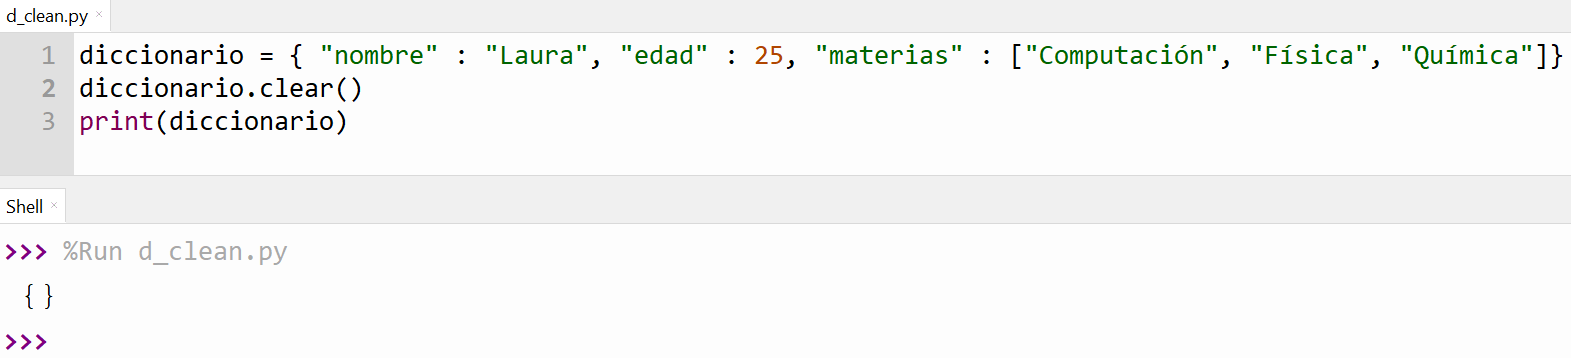 d_clean.py ×
1 diccionario = { "nombre" : "Laura", "edad" : 25, "materias" : ["Computación", "Física", "Química"]}
2 diccionario.clear()
3 print(diccionario)
Shell ×
>>> %Run d_clean.py
{}
>>>